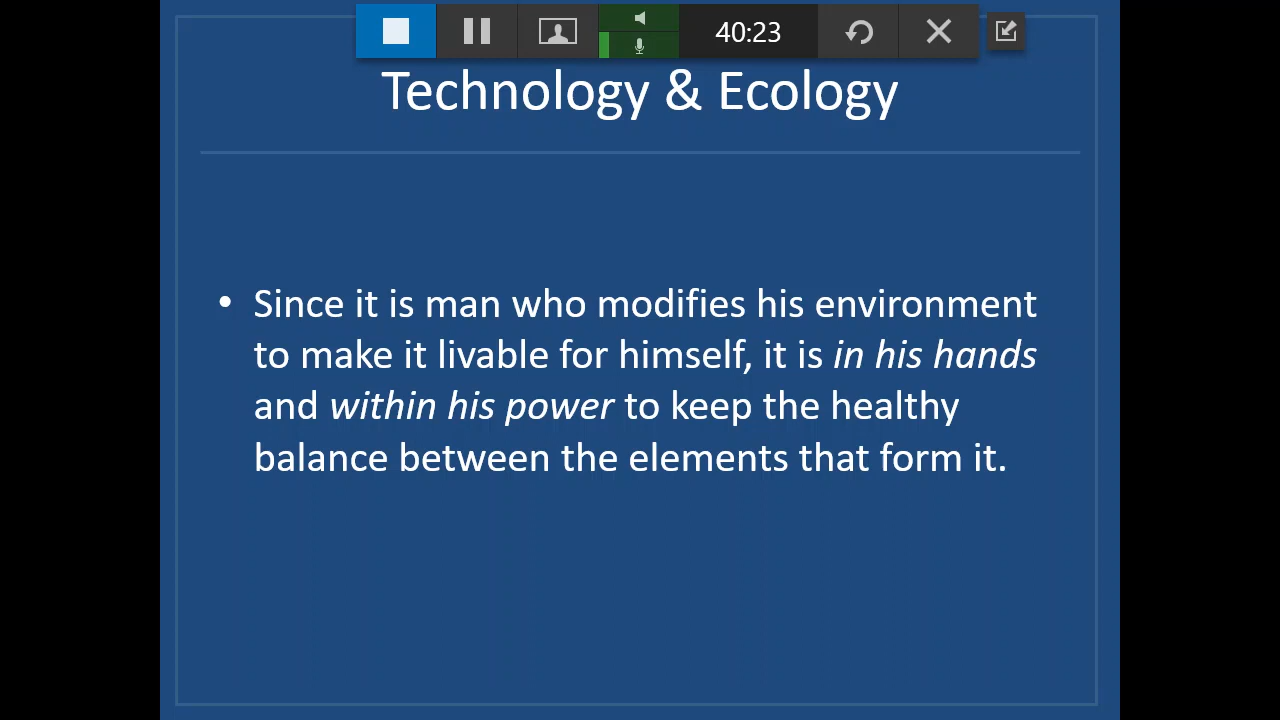 40:23
Technology & Ecology
• Since it is man who modifies his environment
to make it livable for himself, it is in his hands
and within his power to keep the healthy
balance between the elements that form it.